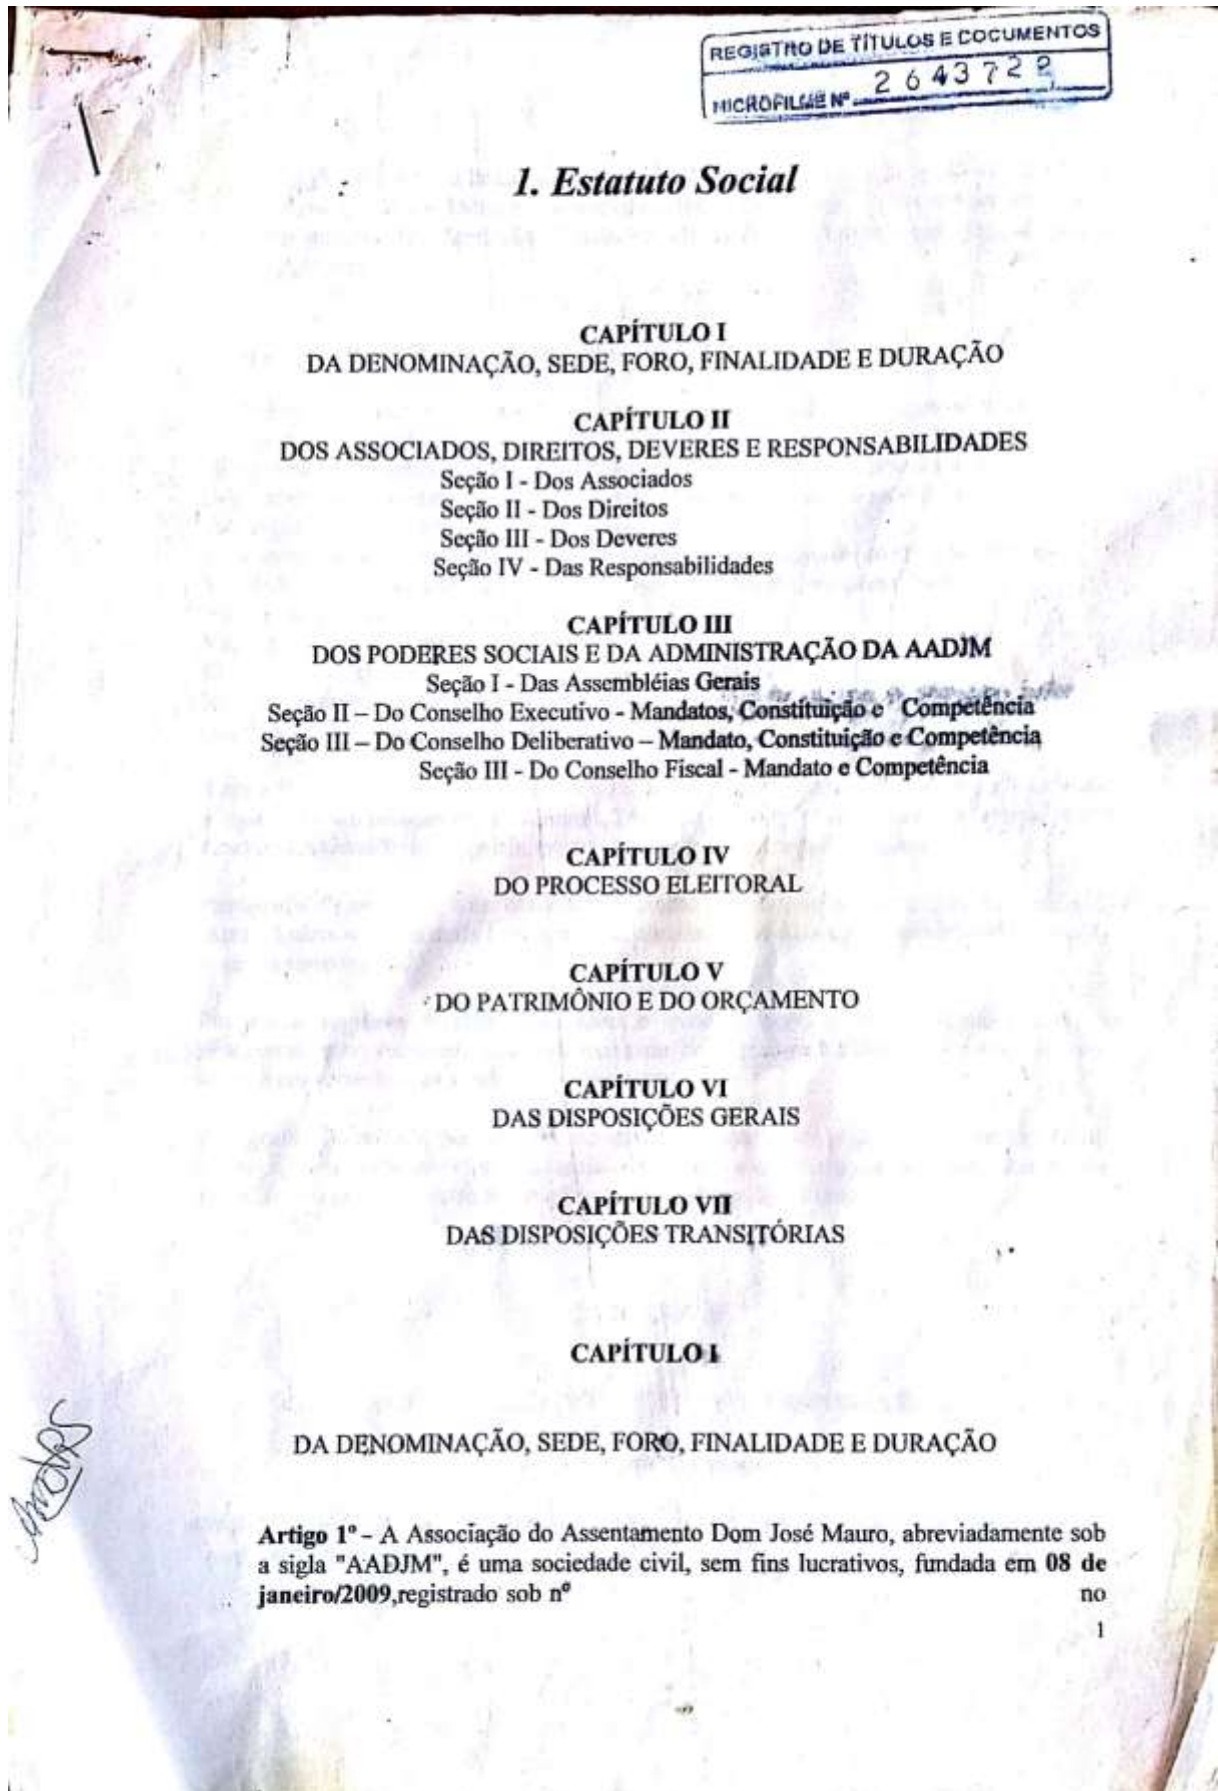 REGISTRO DE TÍTULOS E DOCUMENTOS
MICROFILME Nº 2643722
1. Estatuto Social
CAPÍTULO I
DA DENOMINAÇÃO, SEDE, FORO, FINALIDADE E DURAÇÃO
CAPÍTULO II
DOS ASSOCIADOS, DIREITOS, DEVERES E RESPONSABILIDADES
Seção I - Dos Associados
Seção II - Dos Direitos
Seção III - Dos Deveres
Seção IV - Das Responsabilidades
CAPÍTULO III
DOS PODERES SOCIAIS E DA ADMINISTRAÇÃO DA AADJM
Seção I - Das Assembléias Gerais
Seção II – Do Conselho Executivo - Mandatos, Constituição e Competência
Seção III – Do Conselho Deliberativo – Mandato, Constituição e Competência
Seção III - Do Conselho Fiscal - Mandato e Competência
CAPÍTULO IV
DO PROCESSO ELEITORAL
CAPÍTULO V
DO PATRIMÔNIO E DO ORÇAMENTO
CAPÍTULO VI
DAS DISPOSIÇÕES GERAIS
CAPÍTULO VII
DAS DISPOSIÇÕES TRANSITÓRIAS
CAPÍTULO I
DA DENOMINAÇÃO, SEDE, FORO, FINALIDADE E DURAÇÃO
Artigo 1º - A Associação do Assentamento Dom José Mauro, abreviadamente sob
a sigla "AADJM", é uma sociedade civil, sem fins lucrativos, fundada em 08 de
janeiro/2009,registrado sob nº no
1